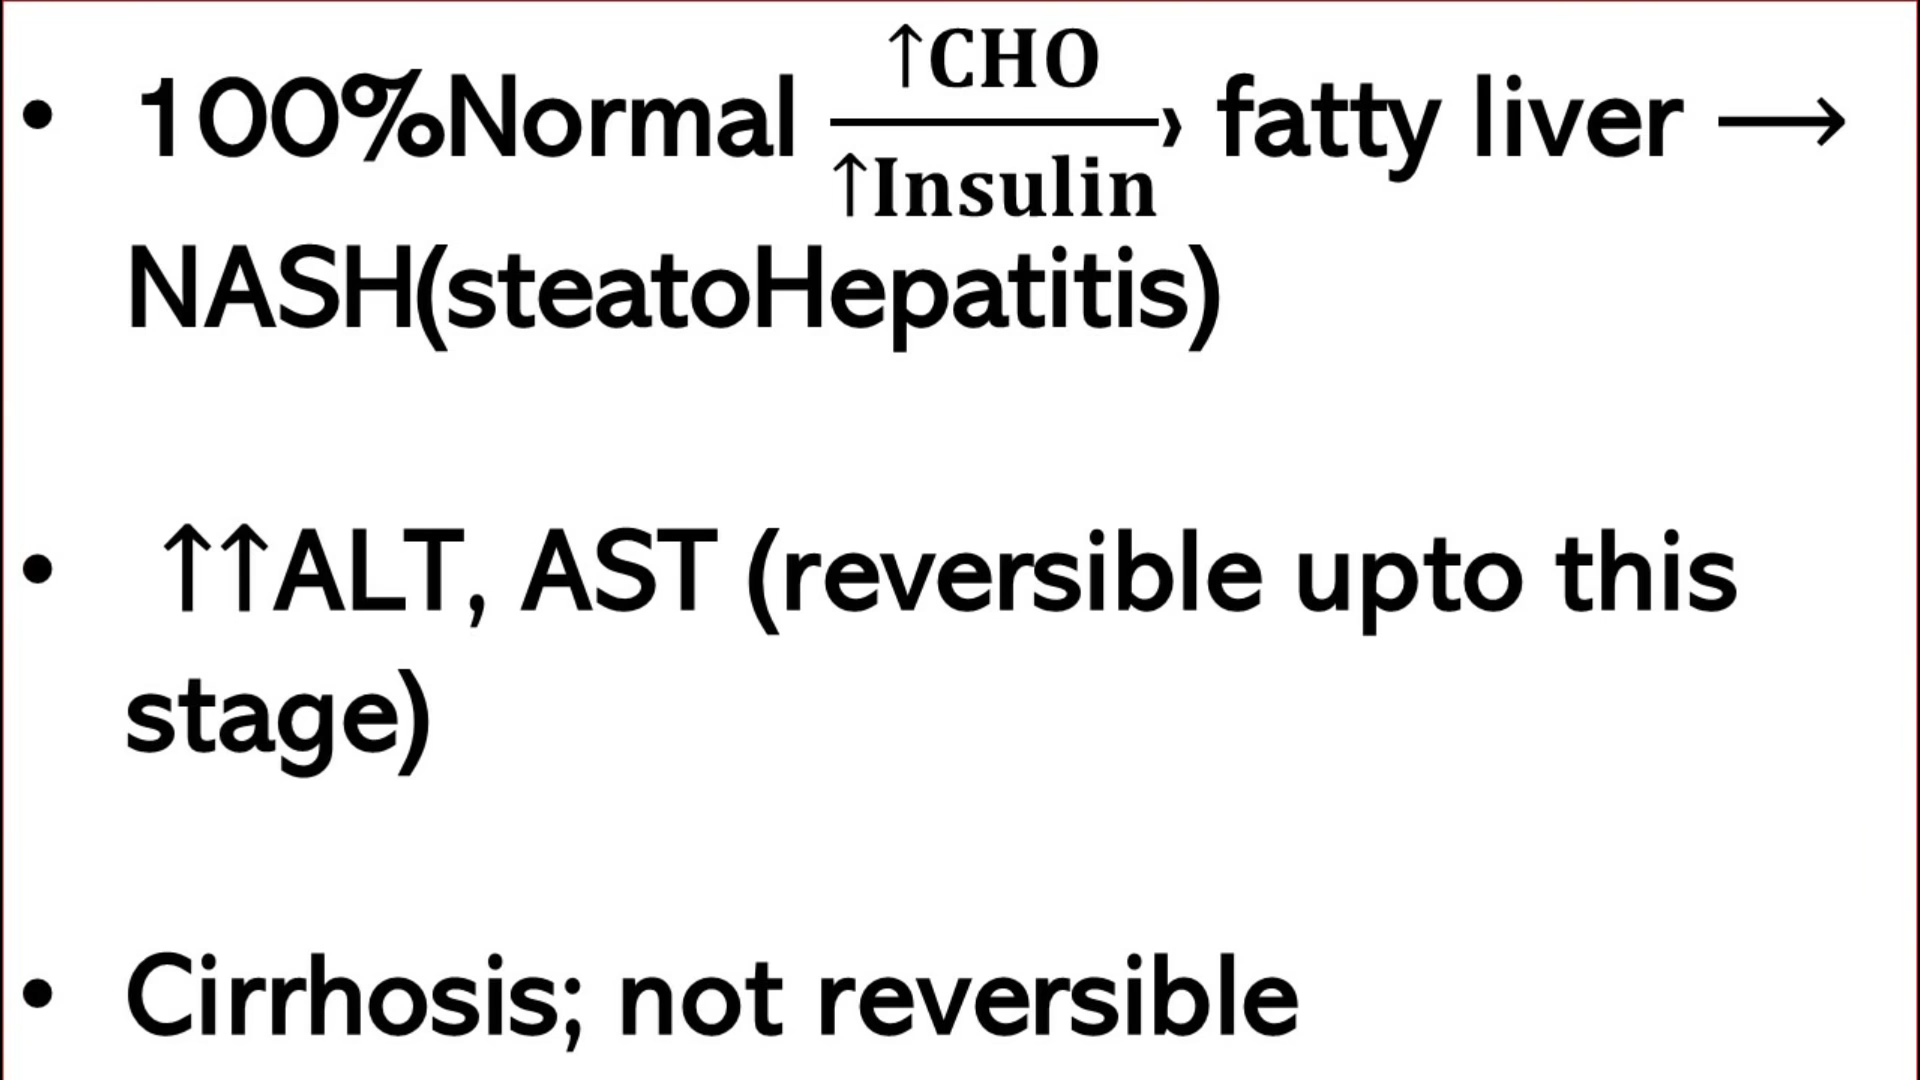 • 100%Normal ↑CHO/↑Insulin› fatty liver ⟶
NASH(steatoHepatitis)
• ↑↑ALT, AST (reversible upto this
stage)
• Cirrhosis; not reversible